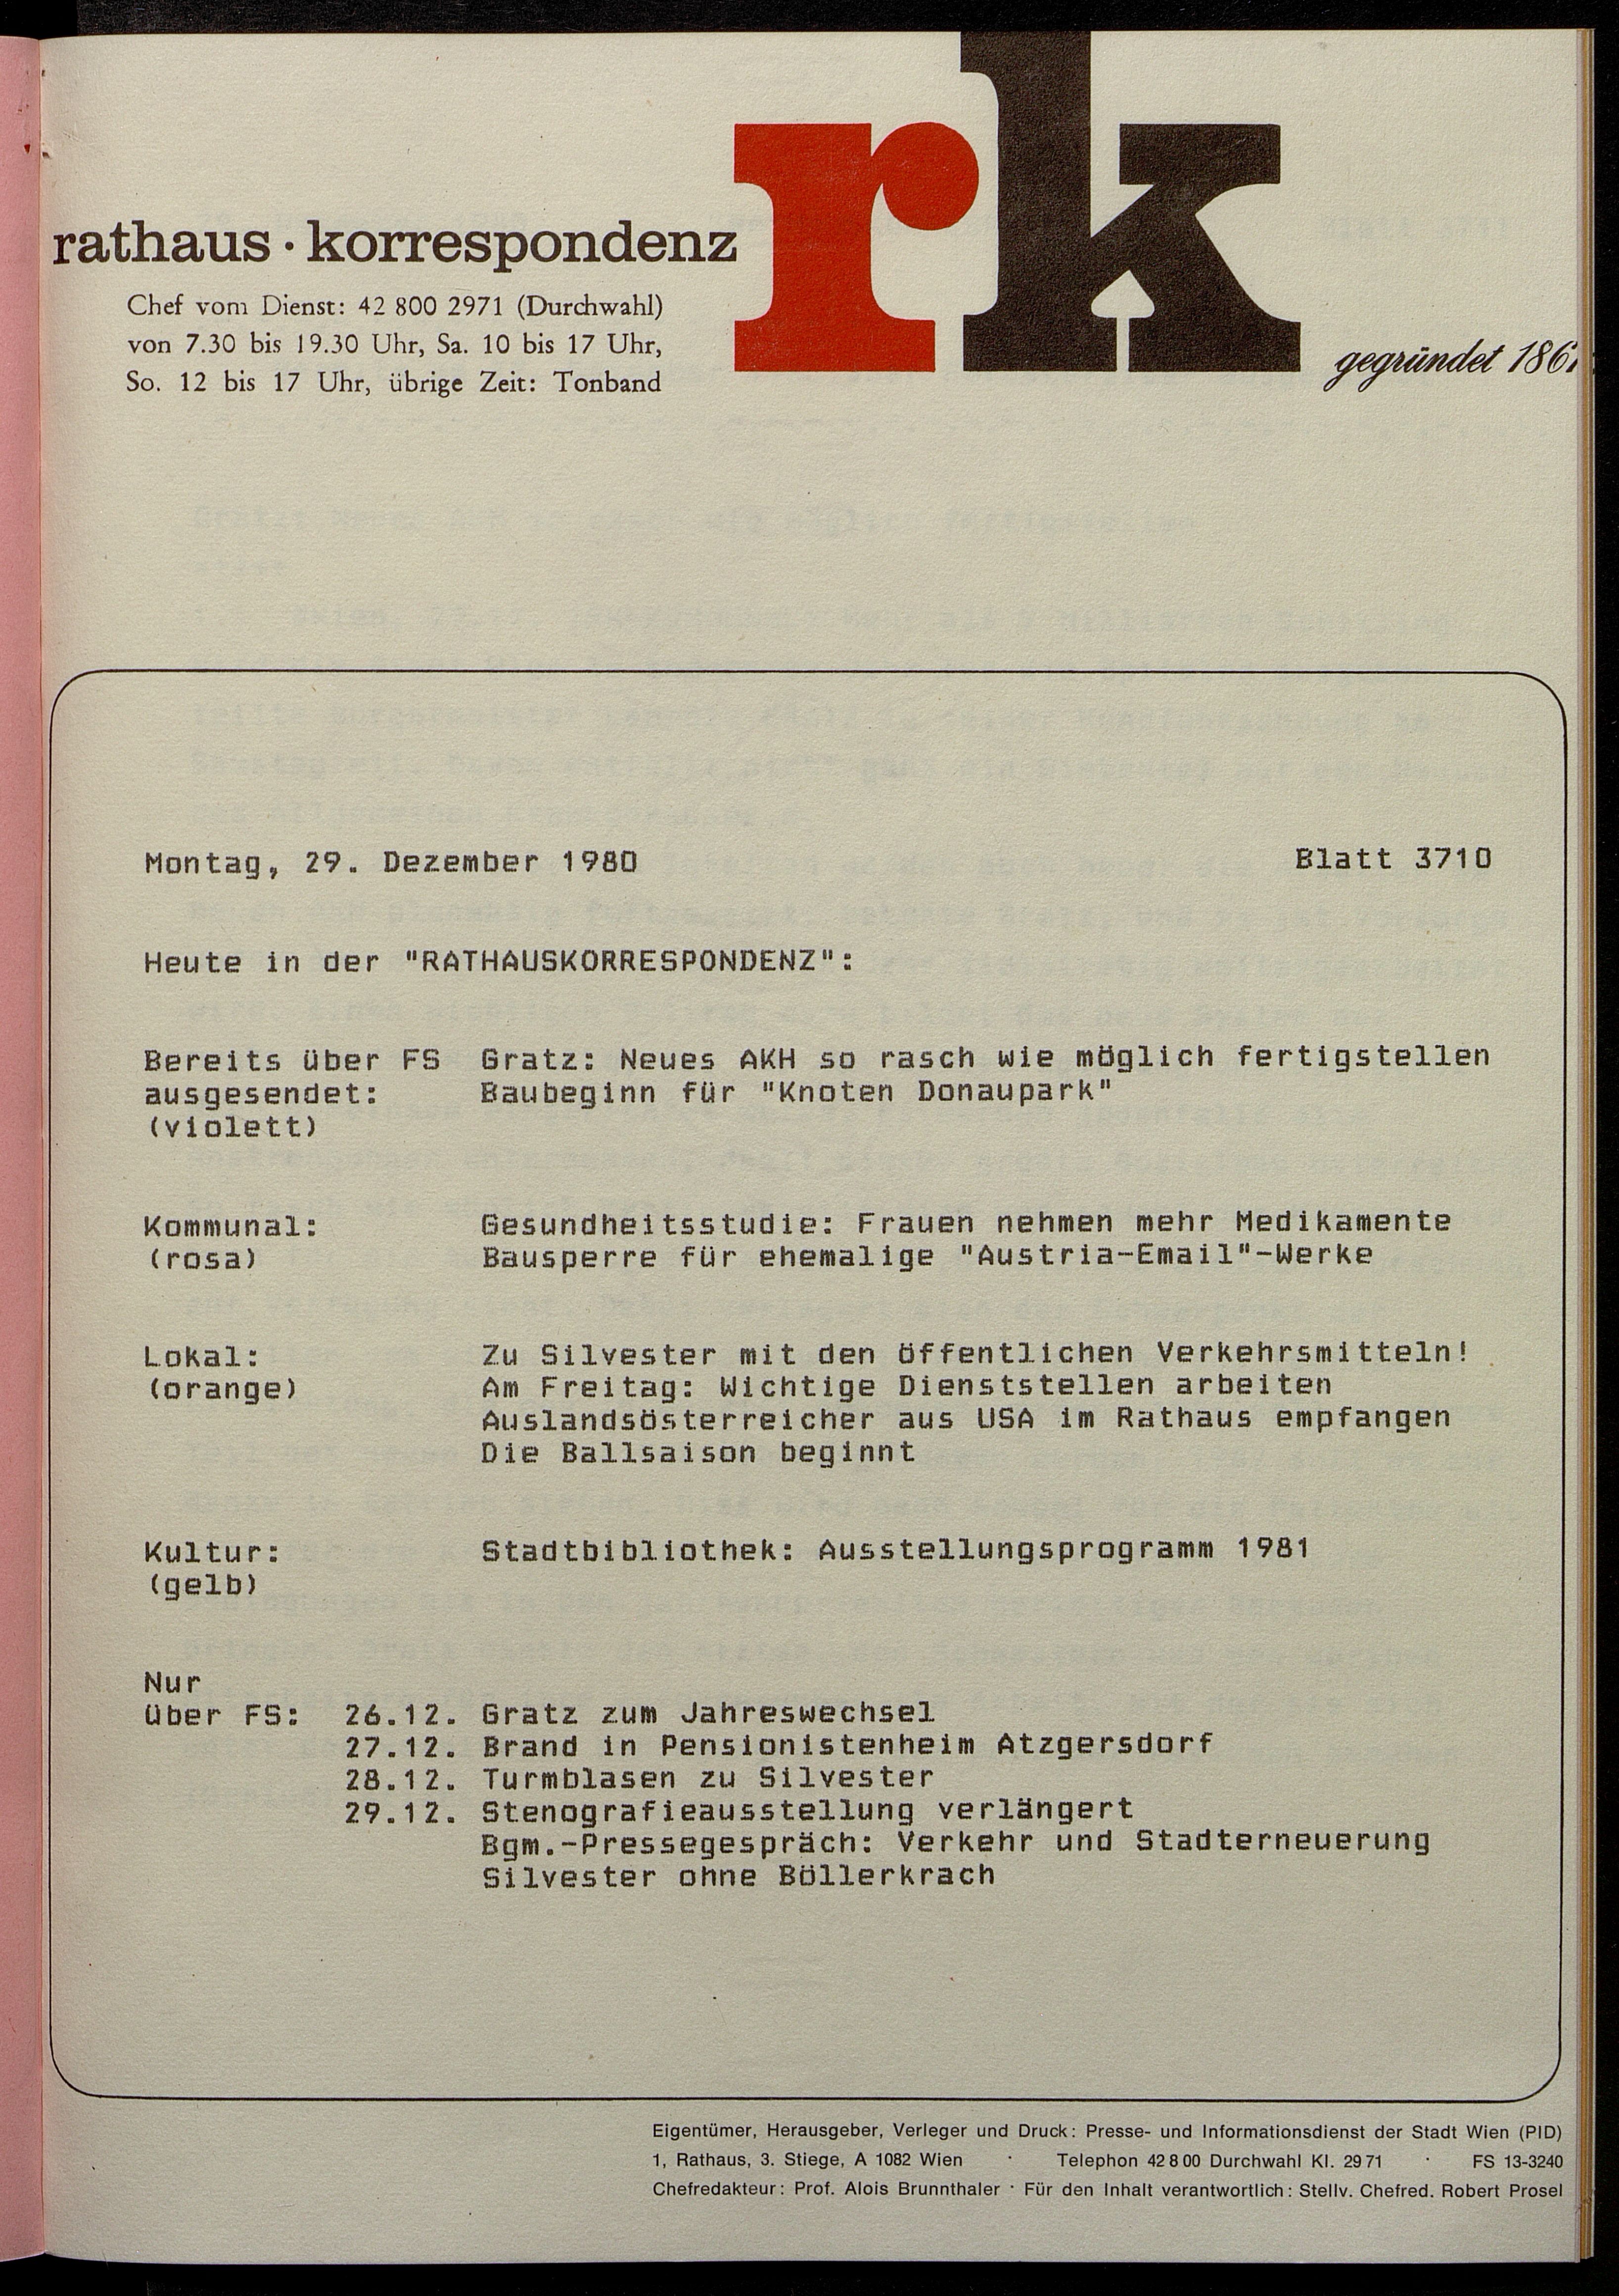 rk
rathaus · korrespondenz
Chef vom Dienst: 42 800 2971 (Durchwahl)
von 7.30 bis 19.30 Uhr, Sa. 10 bis 17 Uhr,
So. 12 bis 17 Uhr, übrige Zeit: Tonband
gegründet 1861
Montag, 29. Dezember 1980 Blatt 3710
Heute in der "RATHAUSKORRESPONDENZ":
Bereits über FS Gratz: Neues AKH so rasch wie möglich fertigstellen
ausgesendet: Baubeginn für "Knoten Donaupark"
(violett)
Kommunal: Gesundheitsstudie: Frauen nehmen mehr Medikamente
(rosa) Bausperre für ehemalige "Austria-Email"-Werke
Lokal: Zu Silvester mit den öffentlichen Verkehrsmitteln!
(orange) Am Freitag: Wichtige Dienststellen arbeiten
Auslandsösterreicher aus USA im Rathaus empfangen
Die Ballsaison beginnt
Kultur: Stadtbibliothek: Ausstellungsprogramm 1981
(gelb)
Nur
über FS: 26.12. Gratz zum Jahreswechsel
27.12. Brand in Pensionistenheim Atzgersdorf
28.12. Turmblasen zu Silvester
29.12. Stenografieausstellung verlängert
Bgm.-Pressegespräch: Verkehr und Stadterneuerung
Silvester ohne Böllerkrach
Eigentümer, Herausgeber, Verleger und Druck: Presse- und Informationsdienst der Stadt Wien (PID)
1, Rathaus, 3. Stiege, A 1082 Wien · Telephon 42 8 00 Durchwahl Kl. 29 71 · FS 13-3240
Chefredakteur: Prof. Alois Brunnthaler · Für den Inhalt verantwortlich: Stellv. Chefred. Robert Prosel